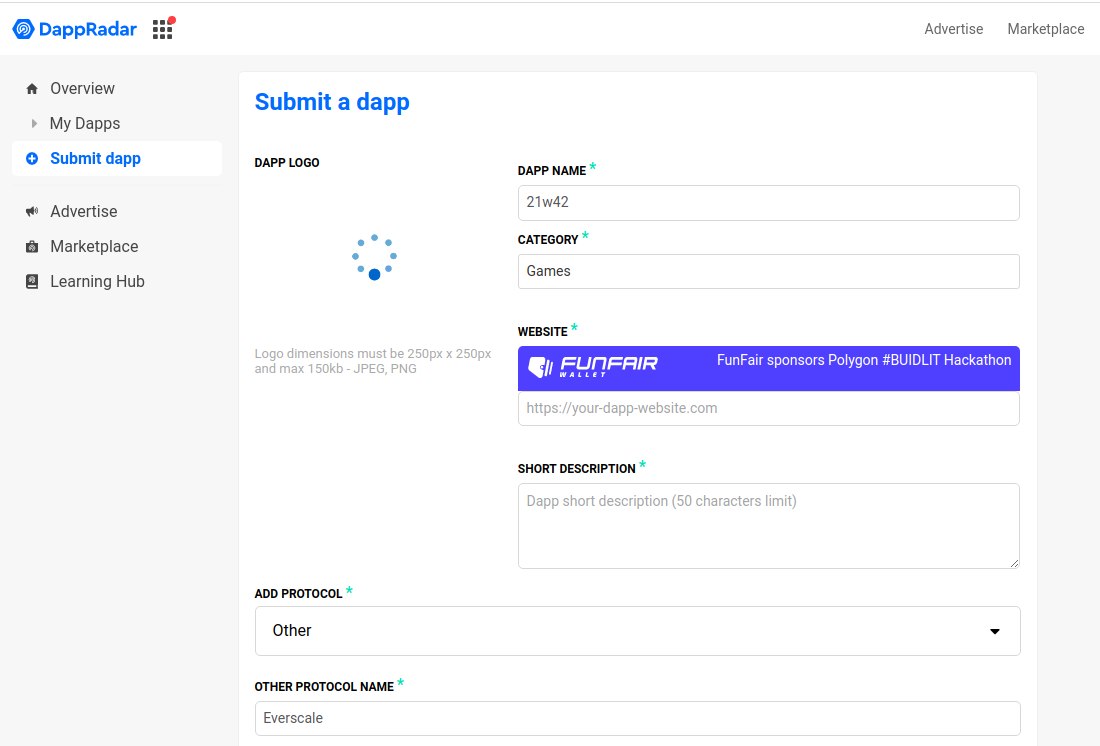 DappRadar
Advertise
Marketplace
Overview
My Dapps
Submit dapp
Advertise
Marketplace
Learning Hub
Submit a dapp
DAPP LOGO
Logo dimensions must be 250px x 250px
and max 150kb - JPEG, PNG
DAPP NAME *
21w42
CATEGORY *
Games
WEBSITE *
FUNFAIR
WALLET
FunFair sponsors Polygon #BUIDLIT Hackathon
https://your-dapp-website.com
SHORT DESCRIPTION *
Dapp short description (50 characters limit)
ADD PROTOCOL *
Other
OTHER PROTOCOL NAME *
Everscale